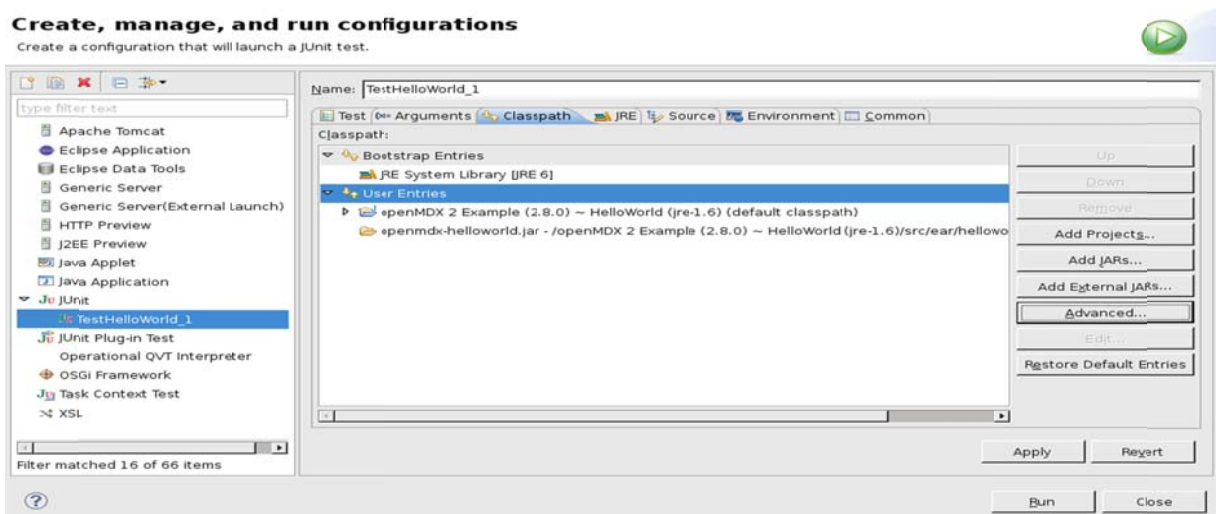 Create, manage, and run configurations
Create a configuration that will launch a JUnit test.
type filter text
Apache Tomcat
Eclipse Application
Eclipse Data Tools
Generic Server
Generic Server(External Launch)
HTTP Preview
J2EE Preview
Java Applet
Java Application
JUnit
TestHelloWorld_1
JUnit Plug-in Test
Operational QVT Interpreter
OSGi Framework
Task Context Test
XSL
Filter matched 16 of 66 items
Name: TestHelloWorld_1
Test Arguments Classpath JRE Source Environment Common
Classpath:
Bootstrap Entries
JRE System Library [JRE 6]
User Entries
openMDX 2 Example (2.8.0) ~ HelloWorld (jre-1.6) (default classpath)
openmdx-helloworld.jar - /openMDX 2 Example (2.8.0) ~ HelloWorld (jre-1.6)/src/ear/hellowo
Up
Down
Remove
Add Projects...
Add JARs...
Add External JARs...
Advanced...
Edit...
Restore Default Entries
Apply Revert
Run Close